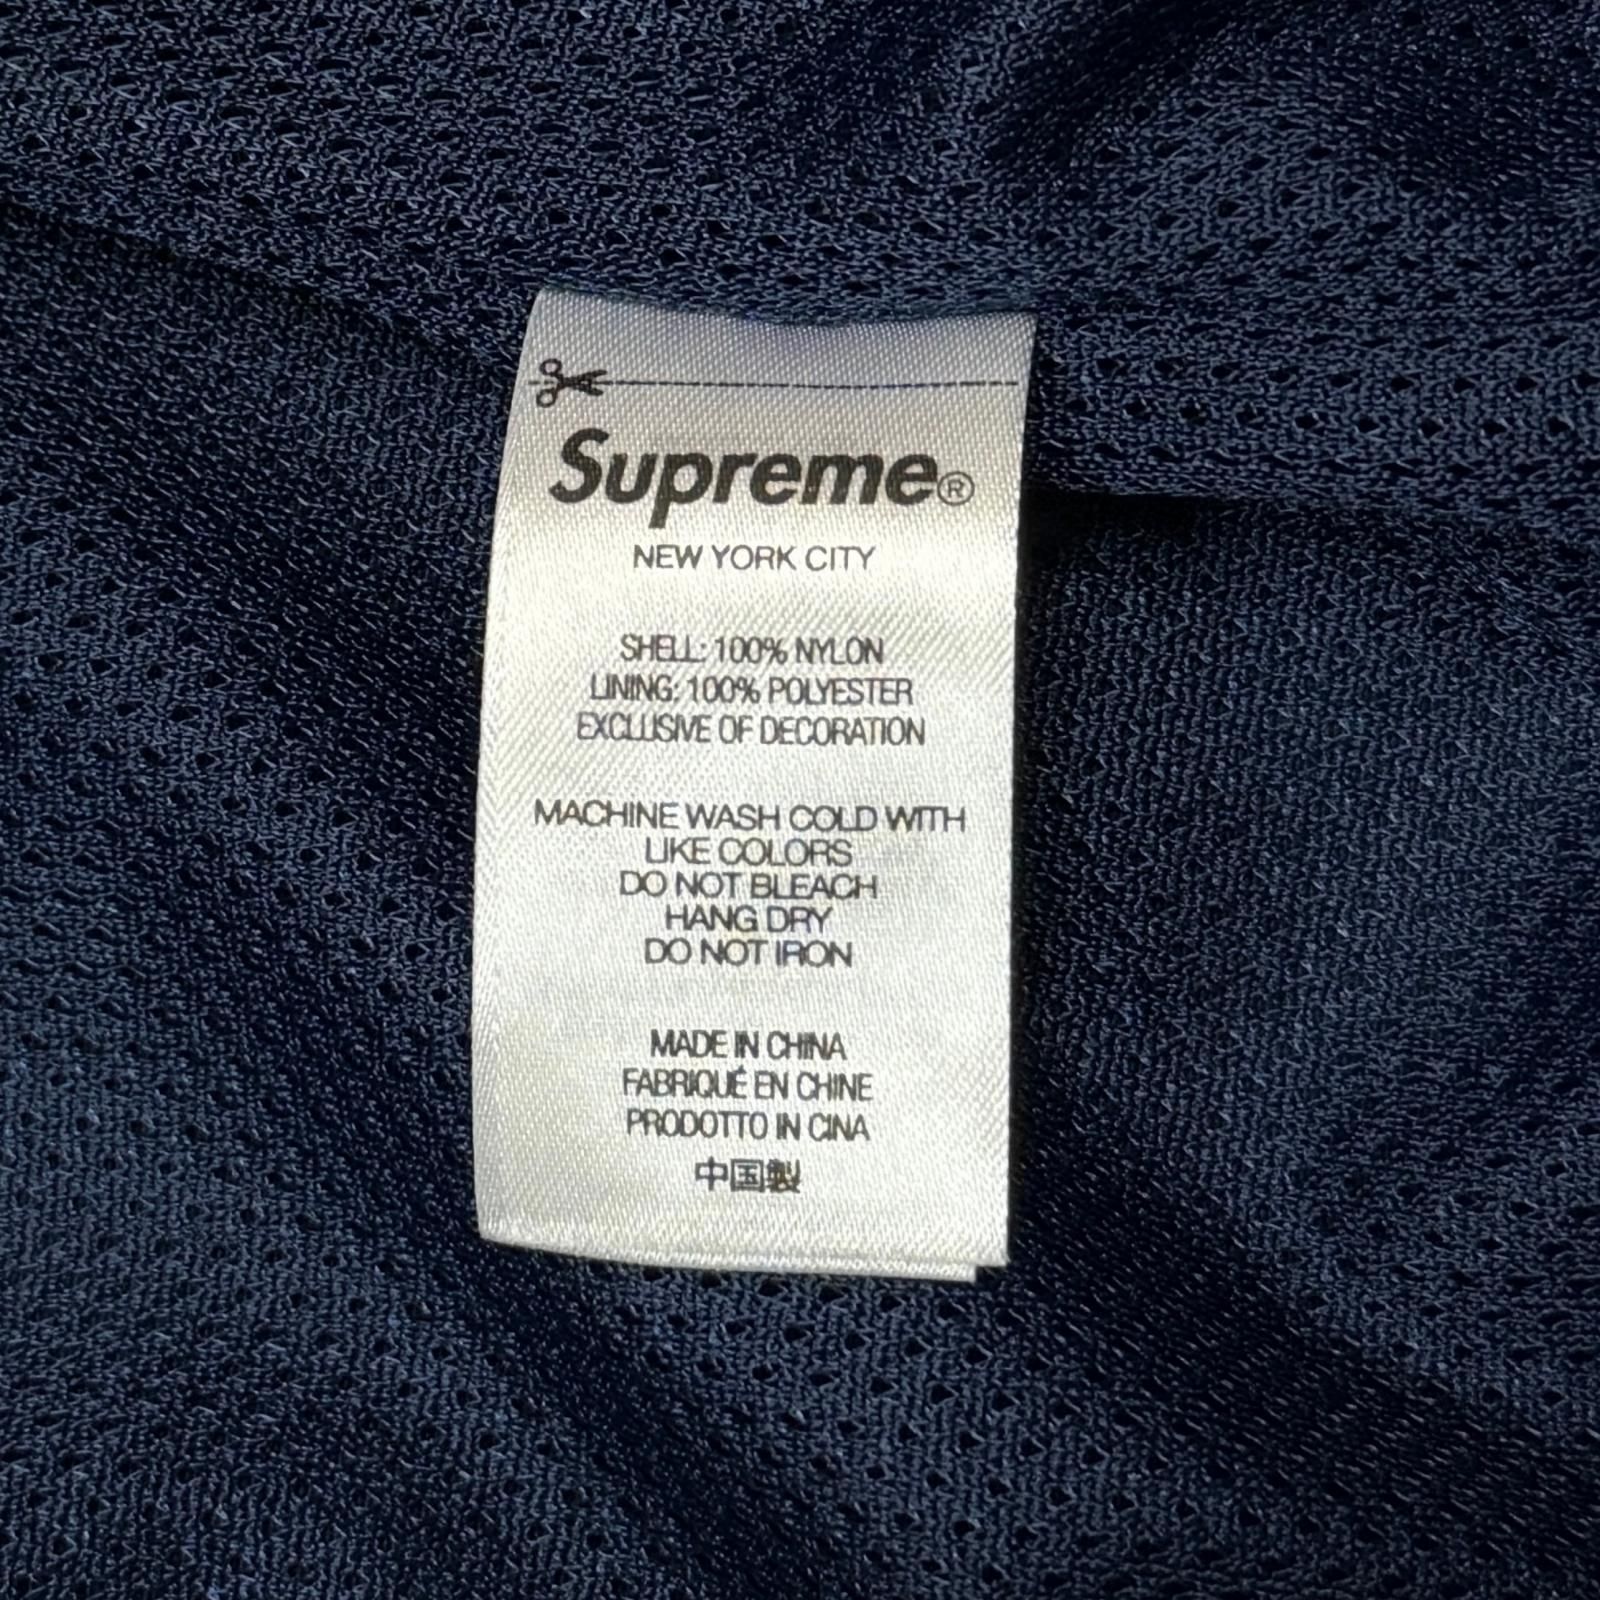 Supreme®
NEW YORK CITY
SHELL: 100% NYLON
LINING: 100% POLYESTER
EXCLUSIVE OF DECORATION
MACHINE WASH COLD WITH
LIKE COLORS
DO NOT BLEACH
HANG DRY
DO NOT IRON
MADE IN CHINA
FABRIQUÉ EN CHINE
PRODOTTO IN CINA
中国製